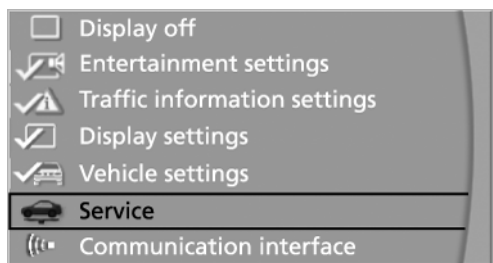 Display off
Entertainment settings
Traffic information settings
Display settings
Vehicle settings
Service
Communication interface